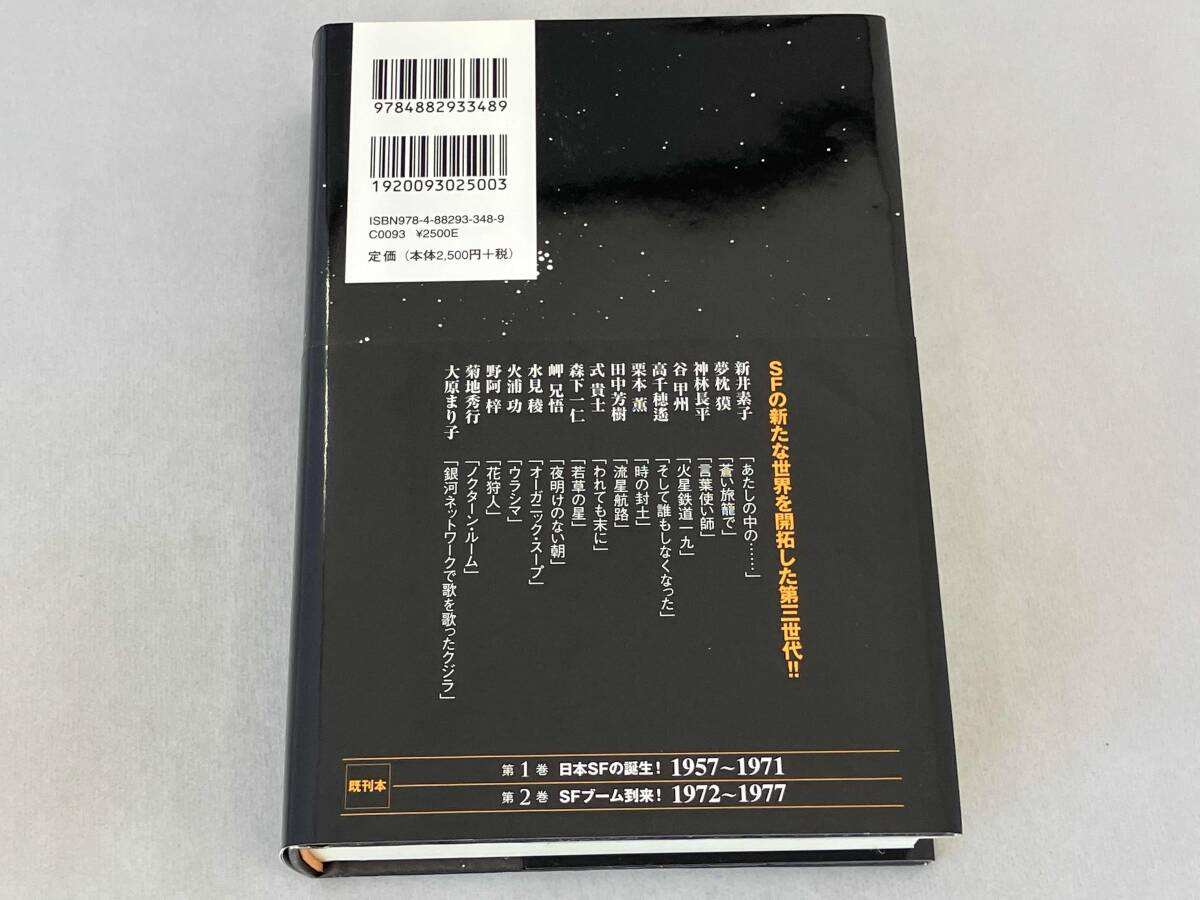 9784882933489
1920093025003
ISBN978-4-88293-348-9
C0093 ¥2500E
定価（本体2,500円+税）
SFの新たな世界を開拓した第三世代!!
新井素子「あたしの中の……」
夢枕 獏「蒼い旅籠で」
神林長平「言葉使い師」
谷 甲州「火星鉄道一九」
高千穂遙「そして誰もしなくなった」
栗本 薫「時の封土」
田中芳樹「流星航路」
式 貴士「われても末に」
森下一仁「若草の星」
岬 兄悟「夜明けのない朝」
水見 稜「オーガニック・スープ」
火浦 功「ウラシマ」
野阿 梓「花狩人」
菊地秀行「ノクターン・ルーム」
大原まり子「銀河ネットワークで歌を歌ったクジラ」
既刊本
第1巻 日本SFの誕生! 1957~1971
第2巻 SFブーム到来! 1972~1977